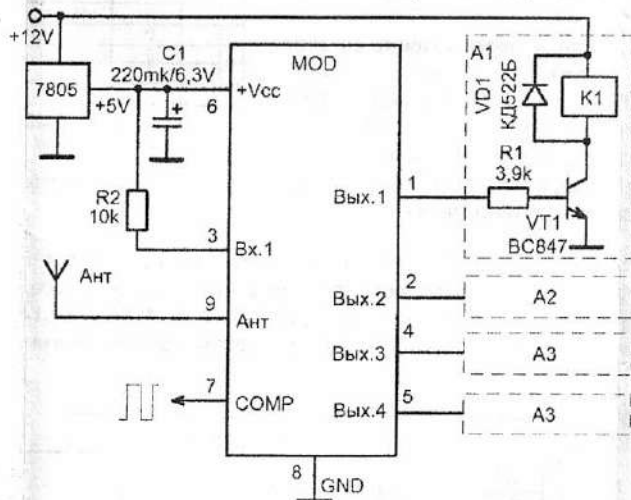 +12V
7805
+5V
C1
220mk/6,3V
6
+Vcc
MOD
A1
VD1
КД522Б
K1
R1
3,9k
VT1
BC847
R2
10k
3
Вх.1
1
Вых.1
Ант
9
Ант
2
Вых.2
A2
4
Вых.3
A3
7
COMP
5
Вых.4
A3
8
GND